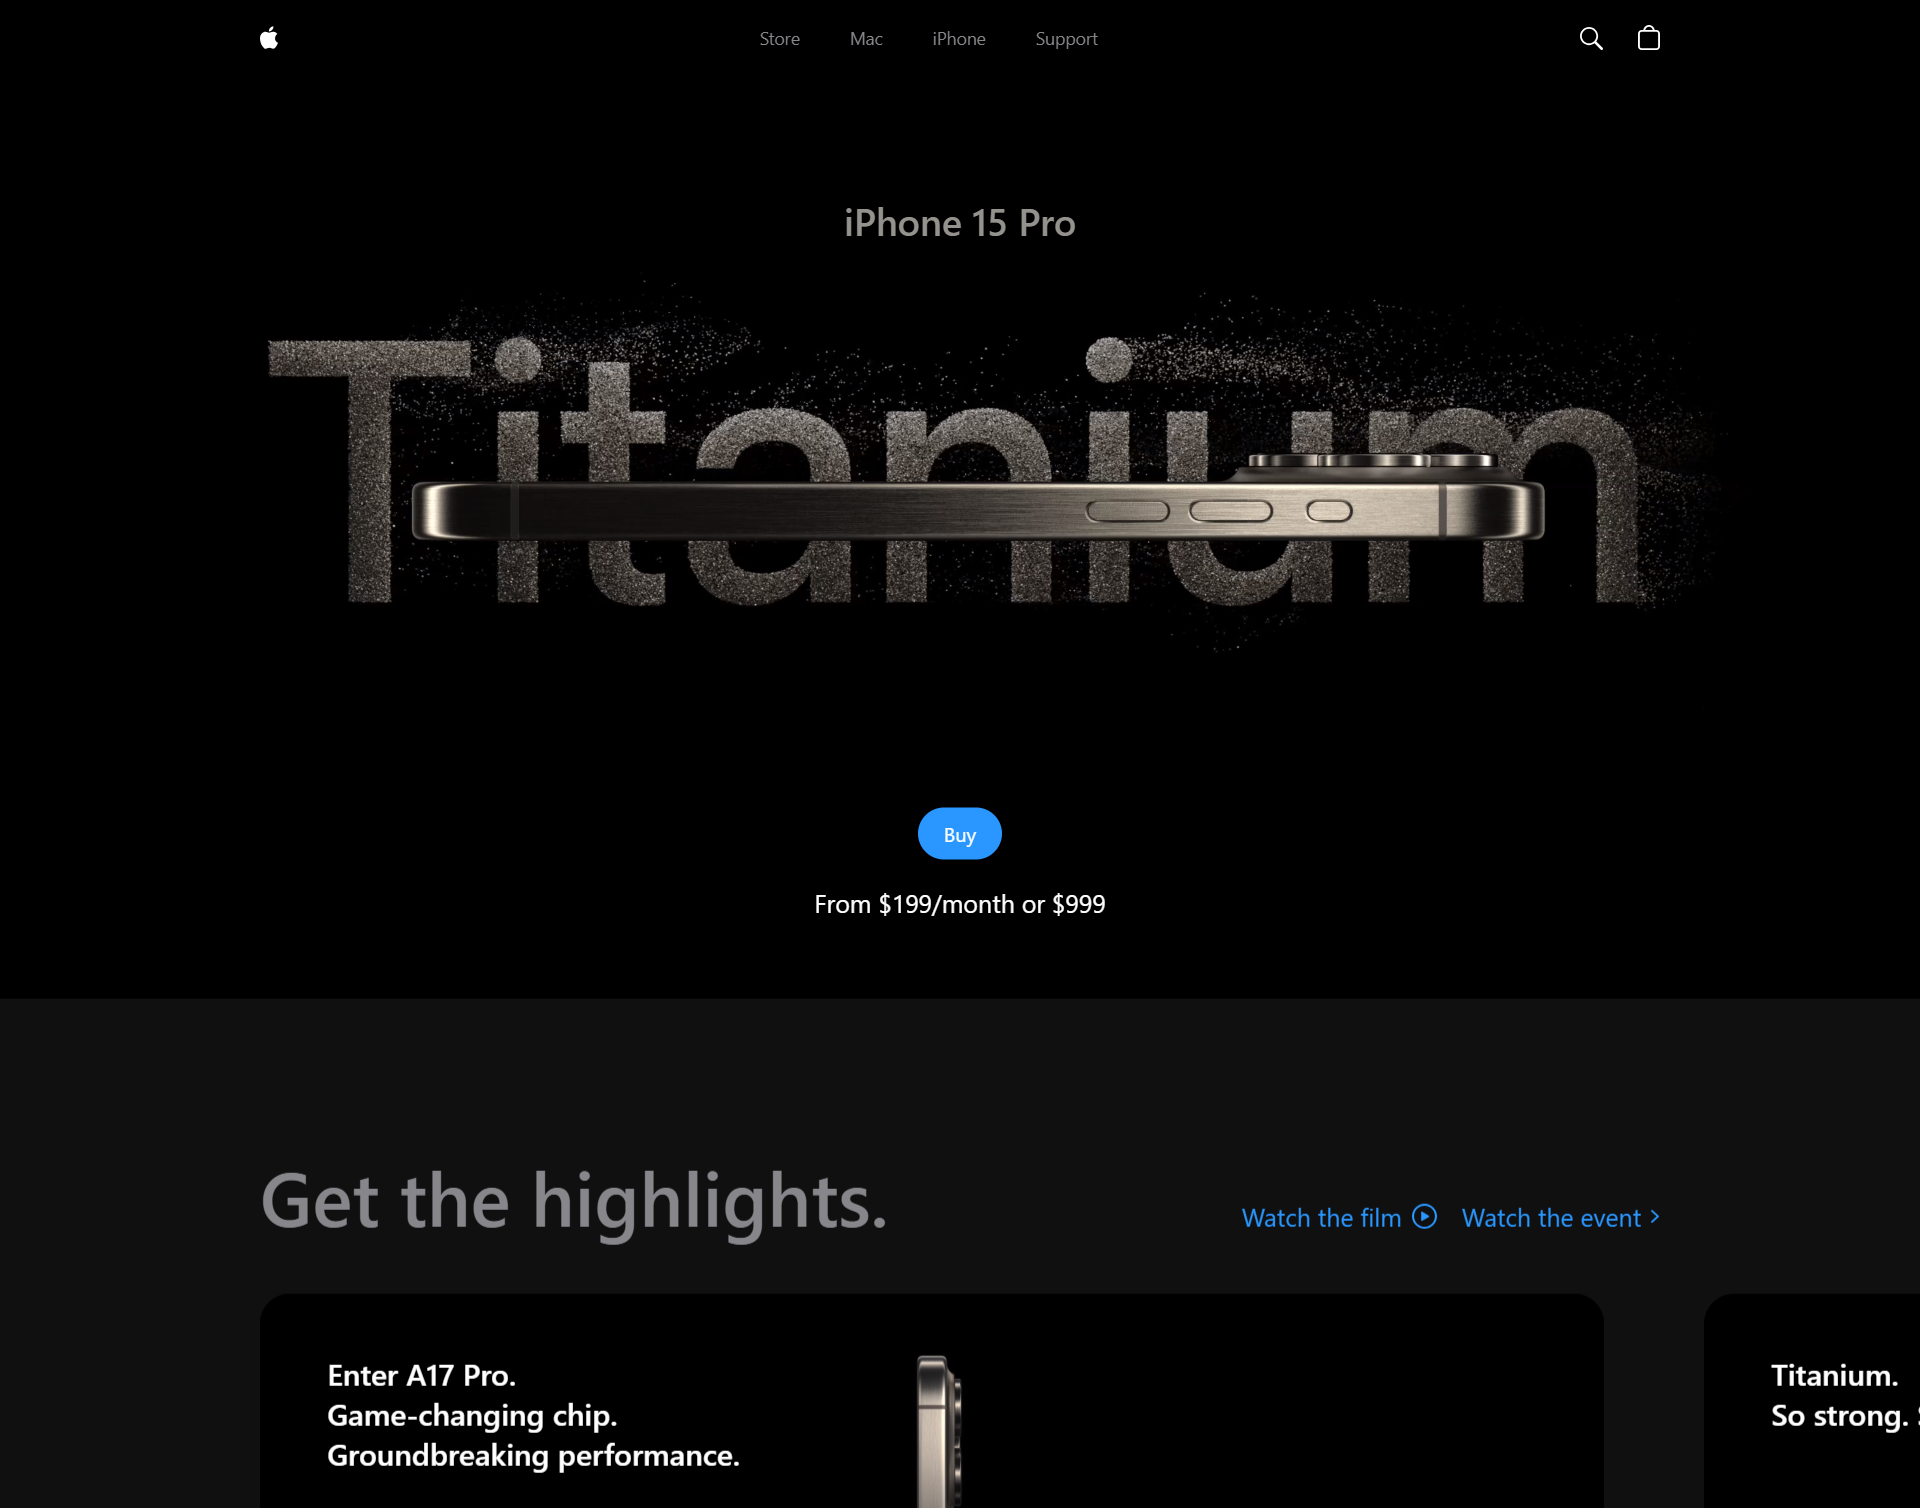 Store
Mac
iPhone
Support
iPhone 15 Pro
Titanium
Buy
From $199/month or $999
Get the highlights.
Watch the film
Watch the event
Enter A17 Pro.
Game-changing chip.
Groundbreaking performance.
Titanium.
So strong.